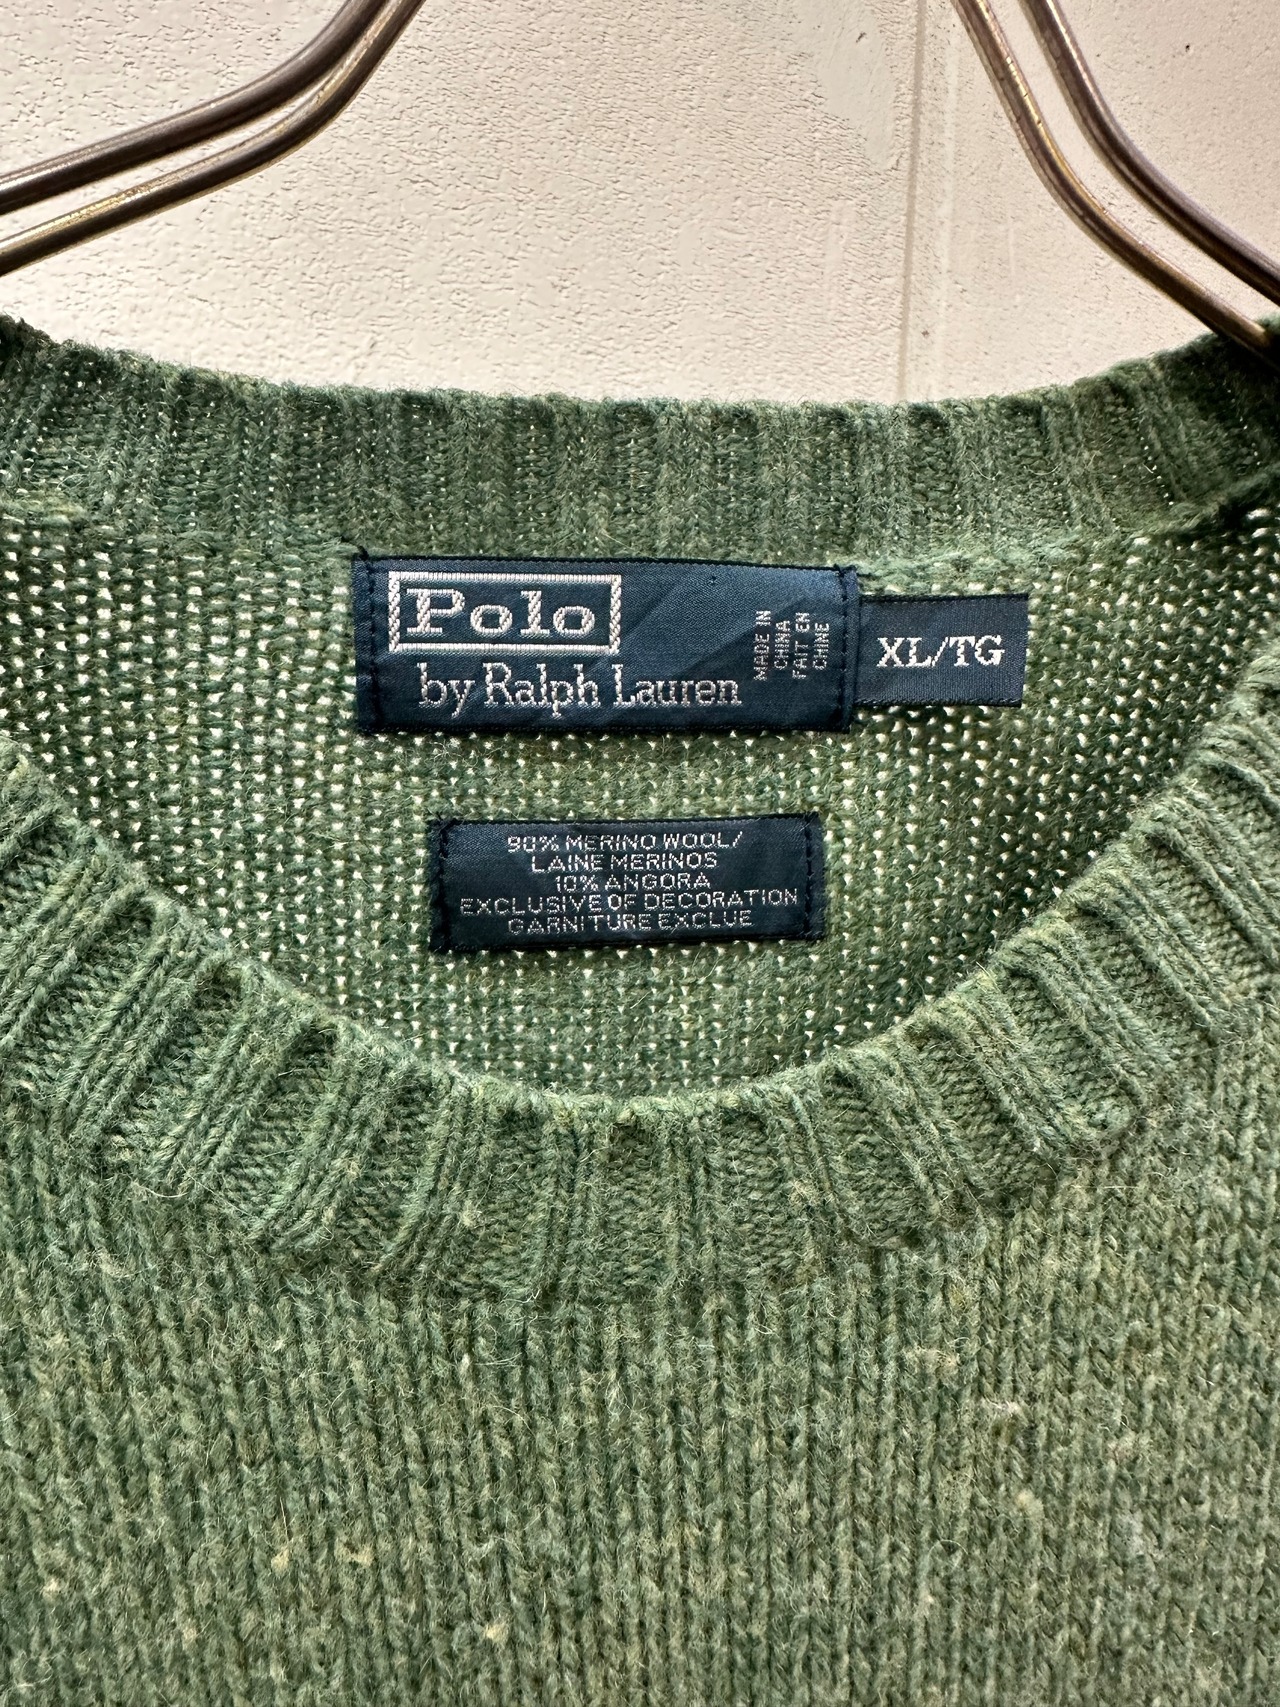 Polo
by Ralph Lauren
MADE IN
CHINA
FAIT EN
CHINE
XL/TG
90% MERINO WOOL/
LAINE MERINOS
10% ANGORA
EXCLUSIVE OF DECORATION
GARNITURE EXCLUE